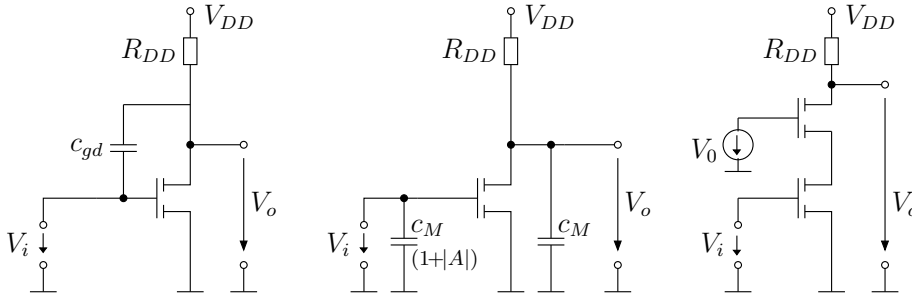 V_DD
R_DD
c_gd
V_i
V_o
V_DD
R_DD
V_i
c_M
(1+|A|)
c_M
V_o
V_DD
R_DD
V_0
V_i
V_o